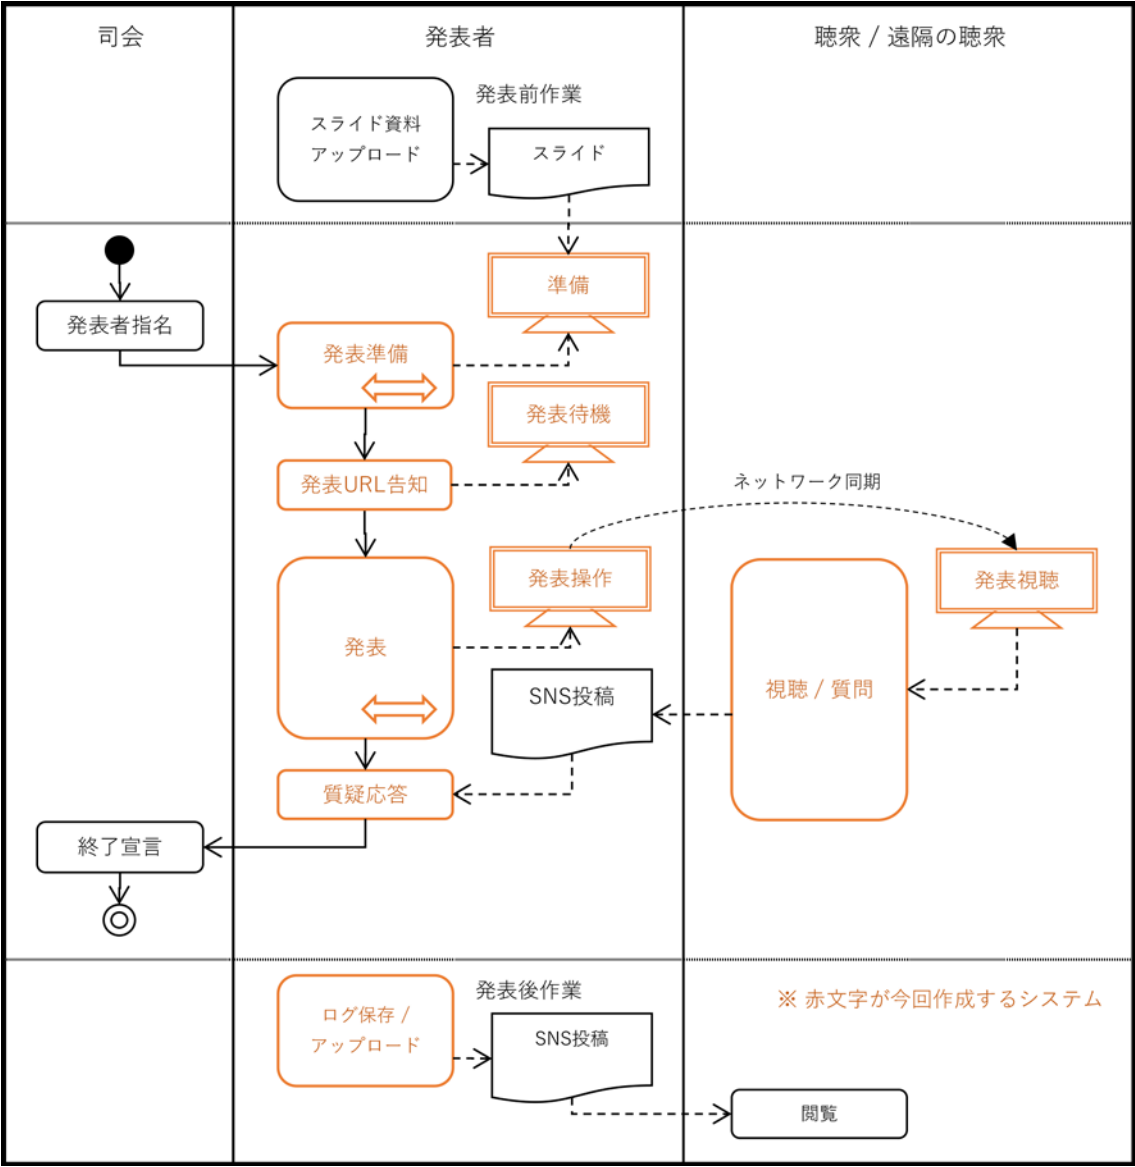 司会
発表者
聴衆 / 遠隔の聴衆
発表前作業
スライド資料
アップロード
スライド
準備
発表者指名
発表準備
発表待機
発表URL告知
ネットワーク同期
発表操作
発表視聴
発表
視聴 / 質問
SNS投稿
質疑応答
終了宣言
発表後作業
※ 赤文字が今回作成するシステム
ログ保存 /
アップロード
SNS投稿
閲覧